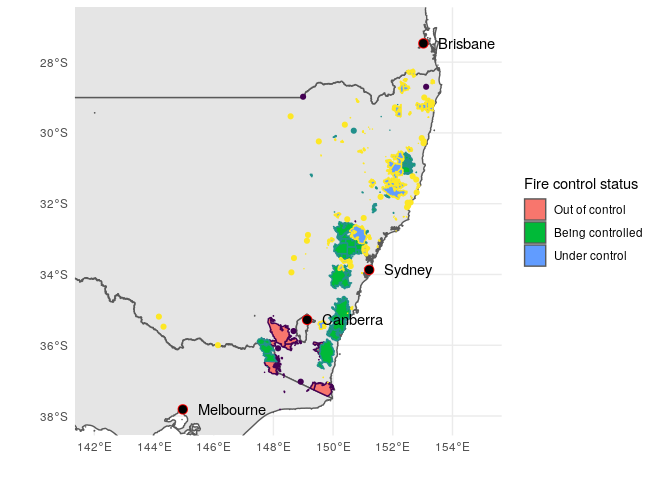 Brisbane
28°S
30°S
32°S
34°S
36°S
38°S
Sydney
Canberra
Melbourne
142°E 144°E 146°E 148°E 150°E 152°E 154°E
Fire control status
Out of control
Being controlled
Under control